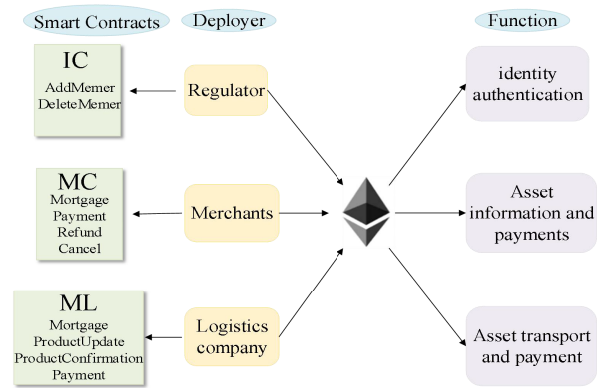 Smart Contracts
Deployer
Function
IC
AddMemer
DeleteMemer
Regulator
identity
authentication
MC
Mortgage
Payment
Refund
Cancel
Merchants
Asset
information and
payments
ML
Mortgage
ProductUpdate
ProductConfirmation
Payment
Logistics
company
Asset transport
and payment